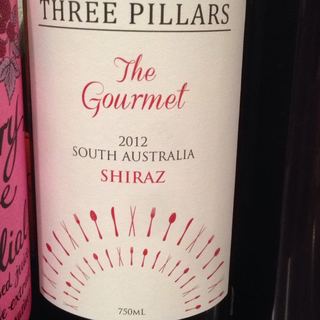 THREE PILLARS
The
Gourmet
2012
SOUTH AUSTRALIA
SHIRAZ
750mL